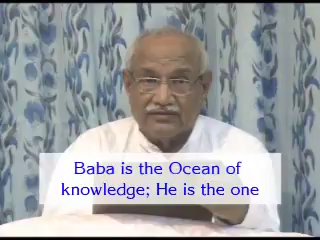 Baba is the Ocean of
knowledge; He is the one